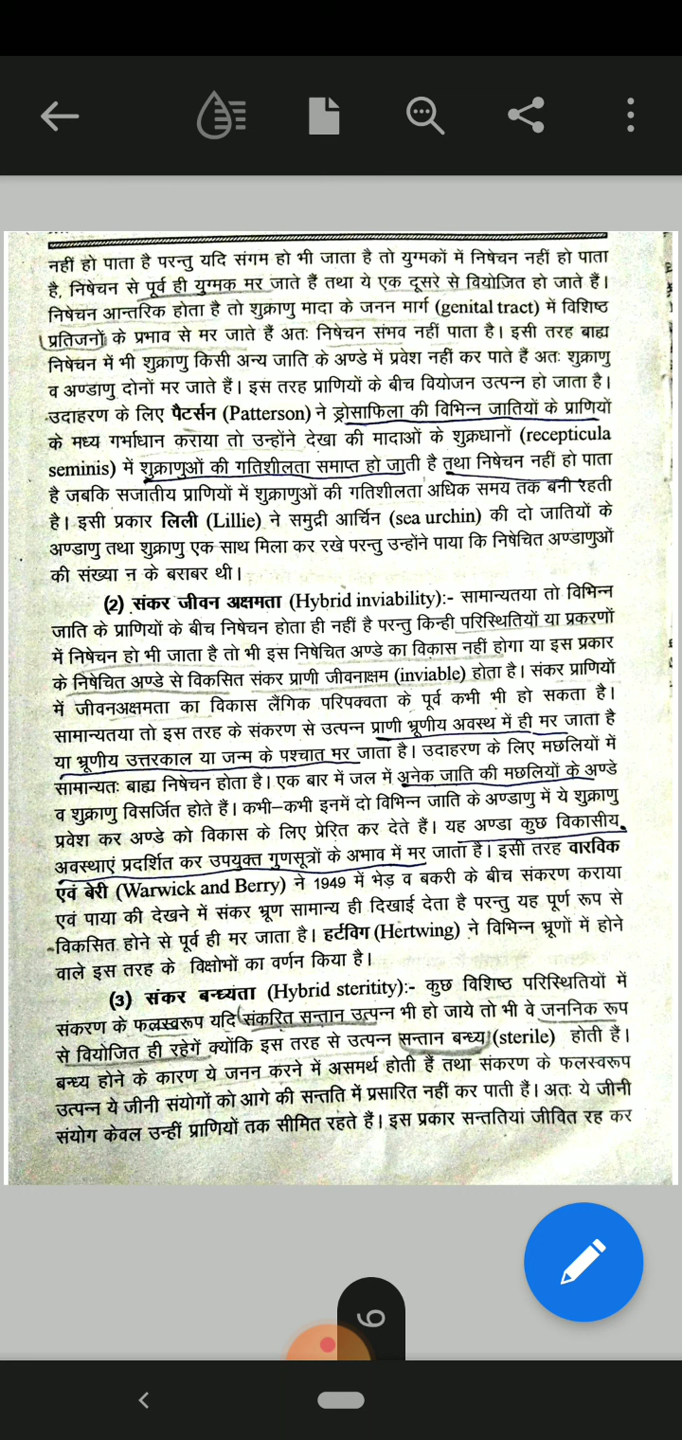 नहीं हो पाता है परन्तु यदि संगम हो भी जाता है तो युग्मकों में निषेचन नहीं हो पाता
है, निषेचन से पूर्व ही युग्मक मर जाते हैं तथा ये एक दूसरे से वियोजित हो जाते हैं।
निषेचन आन्तरिक होता है तो शुक्राणु मादा के जनन मार्ग (genital tract) में विशिष्ठ
प्रतिजनों के प्रभाव से मर जाते हैं अतः निषेचन संभव नहीं पाता है। इसी तरह बाह्य
निषेचन में भी शुक्राणु किसी अन्य जाति के अण्डे में प्रवेश नहीं कर पाते हैं अतः शुक्राणु
व अण्डाणु दोनों मर जाते हैं। इस तरह प्राणियों के बीच वियोजन उत्पन्न हो जाता है।
उदाहरण के लिए पैटर्सन (Patterson) ने ड्रोसाफिला की विभिन्न जातियों के प्राणियों
के मध्य गर्भाधान कराया तो उन्होंने देखा की मादाओं के शुक्रधानों (recepticula
seminis) में शुक्राणुओं की गतिशीलता समाप्त हो जाती है तथा निषेचन नहीं हो पाता
है जबकि सजातीय प्राणियों में शुक्राणुओं की गतिशीलता अधिक समय तक बनी रहती
है। इसी प्रकार लिली (Lillie) ने समुद्री आर्चिन (sea urchin) की दो जातियों के
अण्डाणु तथा शुक्राणु एक साथ मिला कर रखे परन्तु उन्होंने पाया कि निषेचित अण्डाणुओं
की संख्या न के बराबर थी।
(2) संकर जीवन अक्षमता (Hybrid inviability):- सामान्यतया तो विभिन्न
जाति के प्राणियों के बीच निषेचन होता ही नहीं है परन्तु किन्ही परिस्थितियों या प्रकरणों
में निषेचन हो भी जाता है तो भी इस निषेचित अण्डे का विकास नहीं होगा या इस प्रकार
के निषेचित अण्डे से विकसित संकर प्राणी जीवनाक्षम (inviable) होता है। संकर प्राणियों
में जीवनअक्षमता का विकास लैंगिक परिपक्वता के पूर्व कभी भी हो सकता है।
सामान्यतया तो इस तरह के संकरण से उत्पन्न प्राणी भ्रूणीय अवस्थ में ही मर जाता है
या भ्रूणीय उत्तरकाल या जन्म के पश्चात मर जाता है। उदाहरण के लिए मछलियों में
सामान्यतः बाह्य निषेचन होता है। एक बार में जल में अनेक जाति की मछलियों के अण्डे
व शुक्राणु विसर्जित होते हैं। कभी–कभी इनमें दो विभिन्न जाति के अण्डाणु में ये शुक्राणु
प्रवेश कर अण्डे को विकास के लिए प्रेरित कर देते हैं। यह अण्डा कुछ विकासीय
अवस्थाएं प्रदर्शित कर उपयुक्त गुणसूत्रों के अभाव में मर जाता है। इसी तरह वारविक
एवं बेरी (Warwick and Berry) ने 1949 में भेड़ व बकरी के बीच संकरण कराया
एवं पाया की देखने में संकर भ्रूण सामान्य ही दिखाई देता है परन्तु यह पूर्ण रूप से
विकसित होने से पूर्व ही मर जाता है। हर्टविग (Hertwing) ने विभिन्न भ्रूणों में होने
वाले इस तरह के विक्षोभों का वर्णन किया है।
(3) संकर बन्ध्यता (Hybrid steritity):- कुछ विशिष्ठ परिस्थितियों में
संकरण के फलस्वरूप यदि संकरित सन्तान उत्पन्न भी हो जाये तो भी वे जननिक रूप
से वियोजित ही रहेगें क्योंकि इस तरह से उत्पन्न सन्तान बन्ध्य (sterile) होती हैं।
बन्ध्य होने के कारण ये जनन करने में असमर्थ होती हैं तथा संकरण के फलस्वरूप
उत्पन्न ये जीनी संयोगों को आगे की सन्तति में प्रसारित नहीं कर पाती हैं। अतः ये जीनी
संयोग केवल उन्हीं प्राणियों तक सीमित रहते हैं। इस प्रकार सन्ततियां जीवित रह कर
6